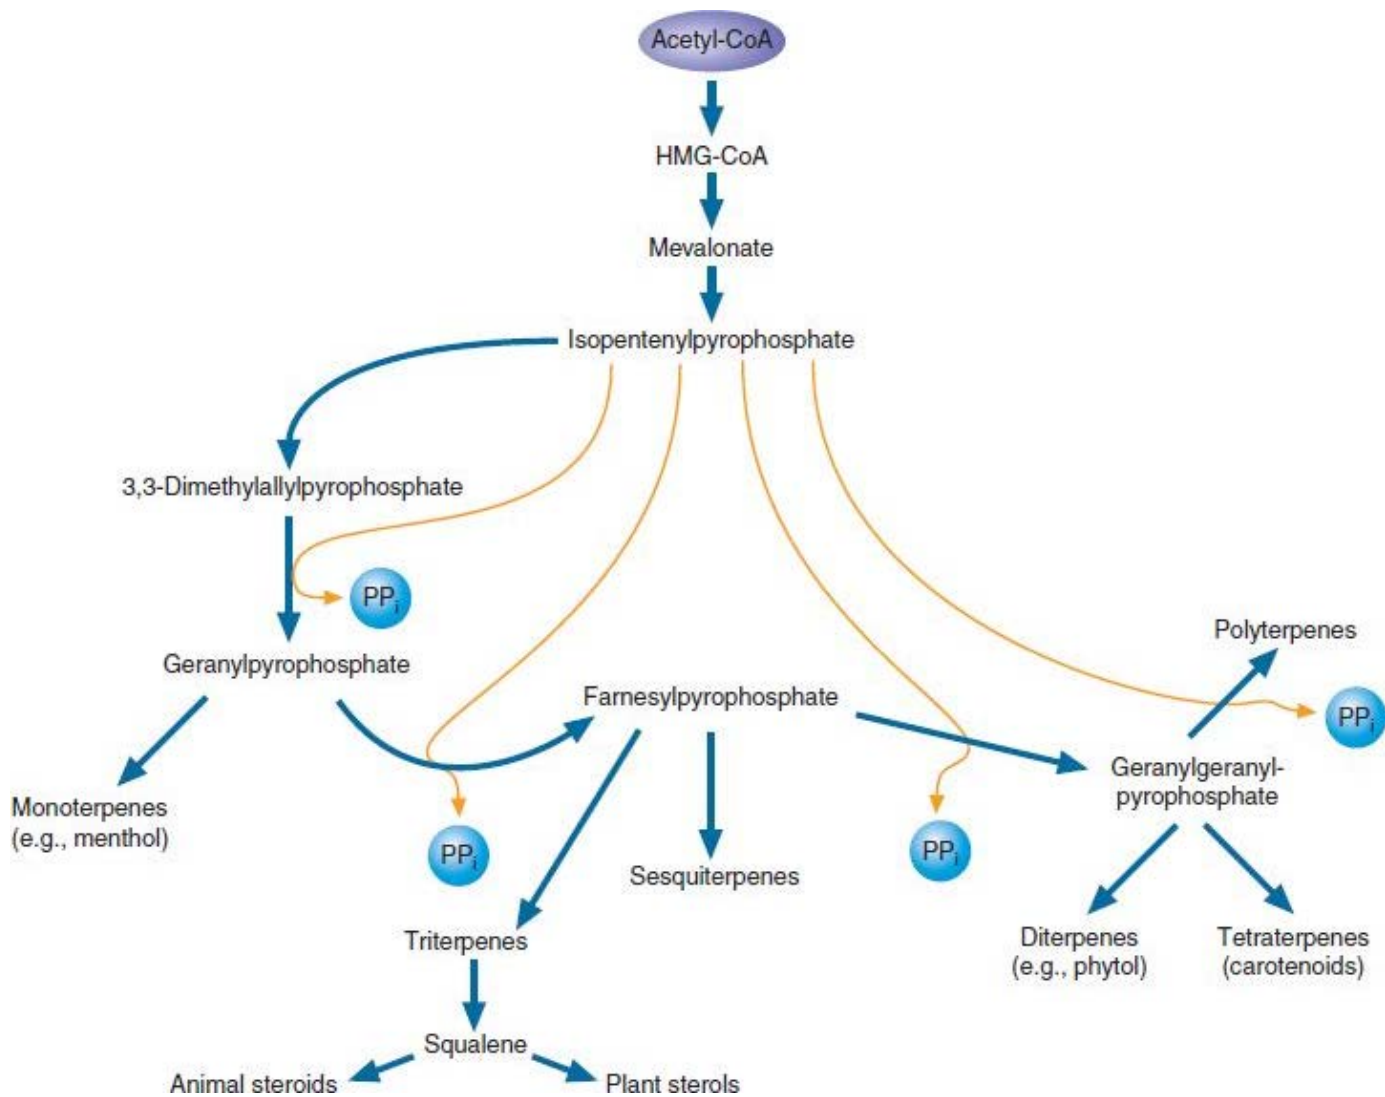 Acetyl-CoA
HMG-CoA
Mevalonate
Isopentenylpyrophosphate
3,3-Dimethylallylpyrophosphate
PPi
Geranylpyrophosphate
Farnesylpyrophosphate
Polyterpenes
PPi
Geranylgeranyl-
pyrophosphate
Monoterpenes
(e.g., menthol)
PPi
PPi
Sesquiterpenes
Triterpenes
Diterpenes
(e.g., phytol)
Tetraterpenes
(carotenoids)
Squalene
Animal steroids
Plant sterols